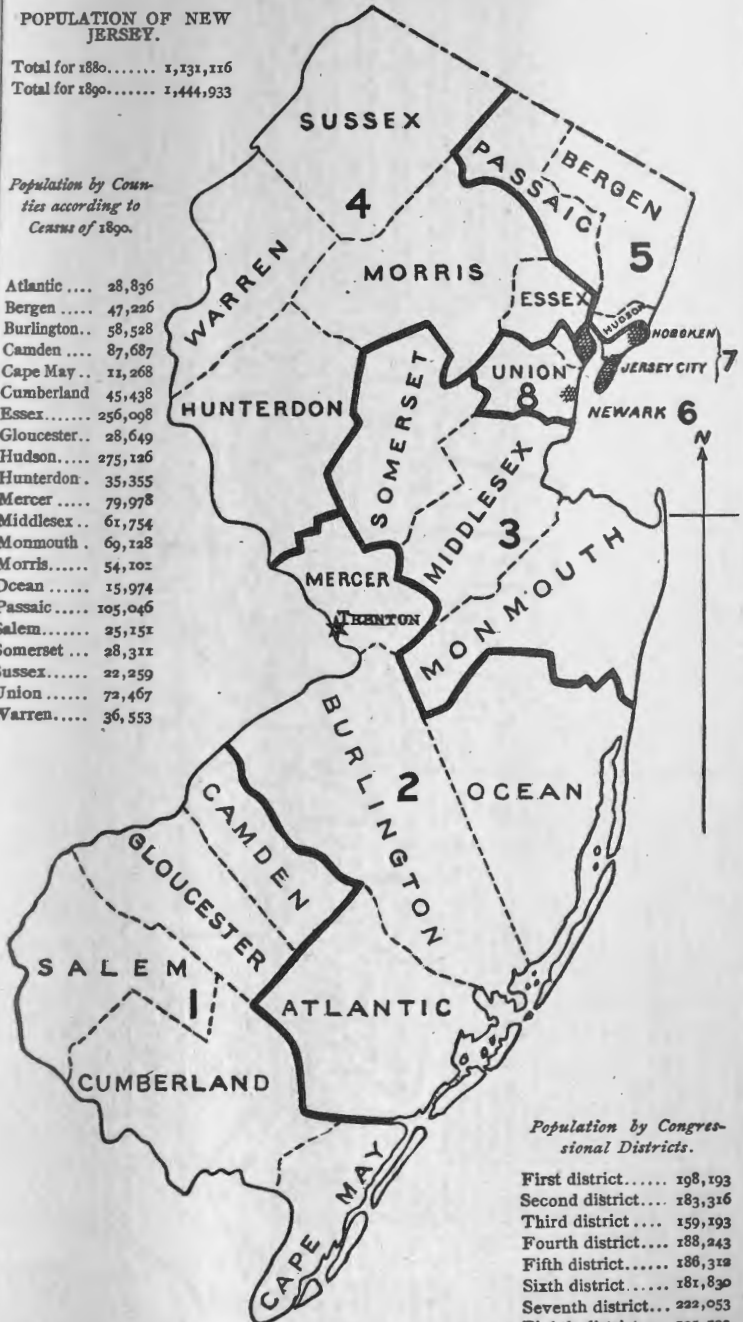 POPULATION OF NEW
JERSEY.
Total for 1880....... 1,131,116
Total for 1890....... 1,444,933
Population by Coun-
ties according to
Census of 1890.
Atlantic .... 28,836
Bergen ..... 47,226
Burlington.. 58,528
Camden .... 87,687
Cape May.. 11,268
Cumberland 45,438
Essex....... 256,098
Gloucester.. 28,649
Hudson..... 275,126
Hunterdon . 35,355
Mercer ..... 79,978
Middlesex .. 61,754
Monmouth . 69,128
Morris...... 54,101
Ocean ...... 15,974
Passaic ..... 105,046
Salem....... 25,151
Somerset ... 28,311
Sussex...... 22,259
Union ...... 72,467
Warren..... 36,553
SUSSEX
PASSAIC
BERGEN
4
WARREN
MORRIS
5
ESSEX
HUDSON
HOBOKEN
JERSEY CITY
7
UNION
8
NEWARK 6
HUNTERDON
SOMERSET
N
MIDDLESEX
3
MERCER
MONMOUTH
TRENTON
BURLINGTON
2
OCEAN
CAMDEN
GLOUCESTER
SALEM
1
ATLANTIC
CUMBERLAND
CAPE MAY
Population by Congres-
sional Districts.
First district...... 198,193
Second district.... 183,316
Third district .... 159,193
Fourth district.... 188,243
Fifth district...... 186,312
Sixth district...... 181,830
Seventh district... 222,053